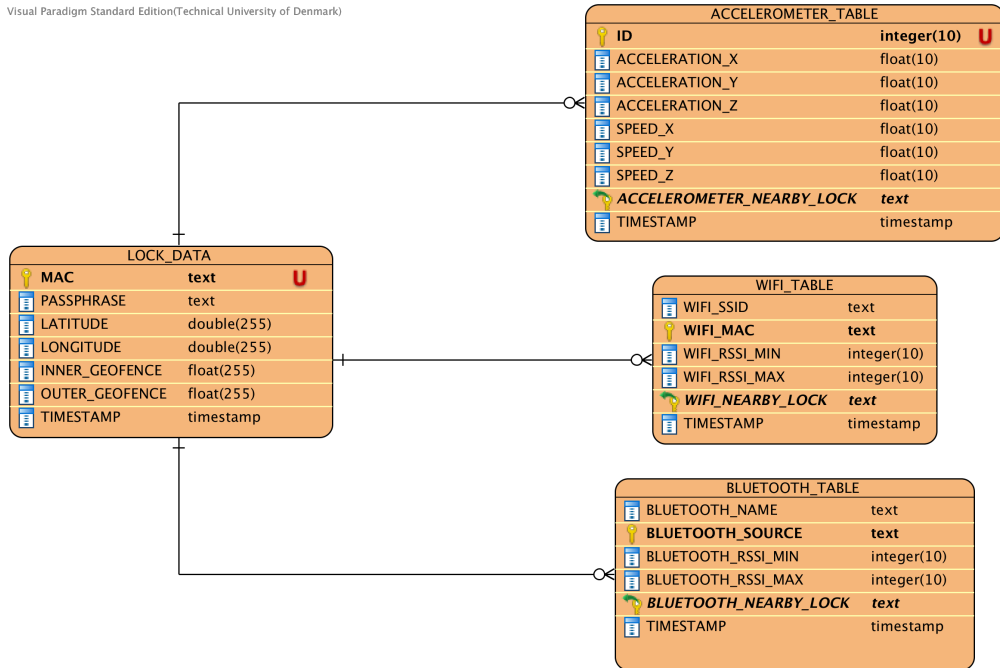 Visual Paradigm Standard Edition(Technical University of Denmark)
ACCELEROMETER_TABLE
ID integer(10) U
ACCELERATION_X float(10)
ACCELERATION_Y float(10)
ACCELERATION_Z float(10)
SPEED_X float(10)
SPEED_Y float(10)
SPEED_Z float(10)
ACCELEROMETER_NEARBY_LOCK text
TIMESTAMP timestamp
LOCK_DATA
MAC text U
PASSPHRASE text
LATITUDE double(255)
LONGITUDE double(255)
INNER_GEOFENCE float(255)
OUTER_GEOFENCE float(255)
TIMESTAMP timestamp
WIFI_TABLE
WIFI_SSID text
WIFI_MAC text
WIFI_RSSI_MIN integer(10)
WIFI_RSSI_MAX integer(10)
WIFI_NEARBY_LOCK text
TIMESTAMP timestamp
BLUETOOTH_TABLE
BLUETOOTH_NAME text
BLUETOOTH_SOURCE text
BLUETOOTH_RSSI_MIN integer(10)
BLUETOOTH_RSSI_MAX integer(10)
BLUETOOTH_NEARBY_LOCK text
TIMESTAMP timestamp